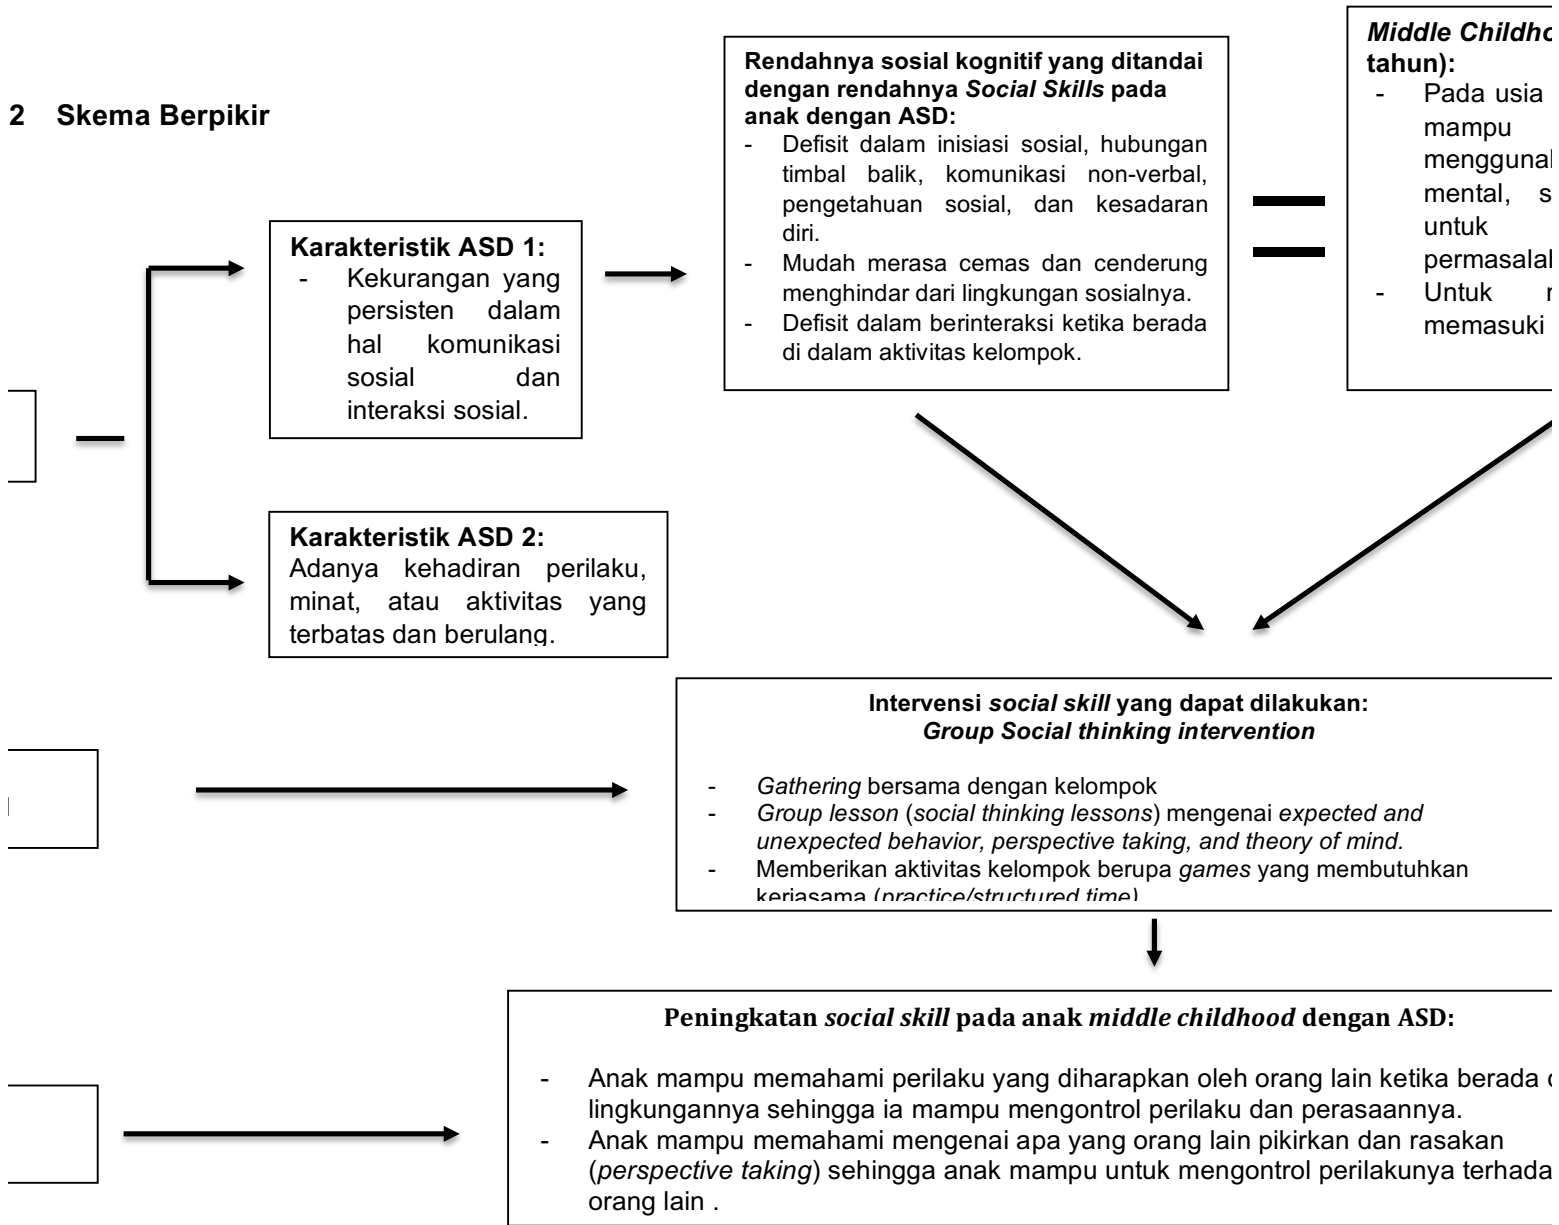 2 Skema Berpikir
Karakteristik ASD 1:
- Kekurangan yang
persisten dalam
hal komunikasi
sosial dan
interaksi sosial.
Karakteristik ASD 2:
Adanya kehadiran perilaku,
minat, atau aktivitas yang
terbatas dan berulang.
Rendahnya sosial kognitif yang ditandai
dengan rendahnya Social Skills pada
anak dengan ASD:
- Defisit dalam inisiasi sosial, hubungan
timbal balik, komunikasi non-verbal,
pengetahuan sosial, dan kesadaran
diri.
- Mudah merasa cemas dan cenderung
menghindar dari lingkungan sosialnya.
- Defisit dalam berinteraksi ketika berada
di dalam aktivitas kelompok.
Middle
tahun):
- Pada usia
mampu
mental,
untuk
- Untuk
memasuki
Intervensi social skill yang dapat dilakukan:
Group Social thinking intervention
- Gathering bersama dengan kelompok
- Group lesson (social thinking lessons) mengenai expected and
unexpected behavior, perspective taking, and theory of mind.
- Memberikan aktivitas kelompok berupa games yang membutuhkan
kerjasama (practice/structured time)
Peningkatan social skill pada anak middle childhood dengan ASD:
- Anak mampu memahami perilaku yang diharapkan oleh orang lain ketika berada
lingkungannya sehingga ia mampu mengontrol perilaku dan perasaannya.
- Anak mampu memahami mengenai apa yang orang lain pikirkan dan rasakan
(perspective taking) sehingga anak mampu untuk mengontrol perilakunya
orang lain .